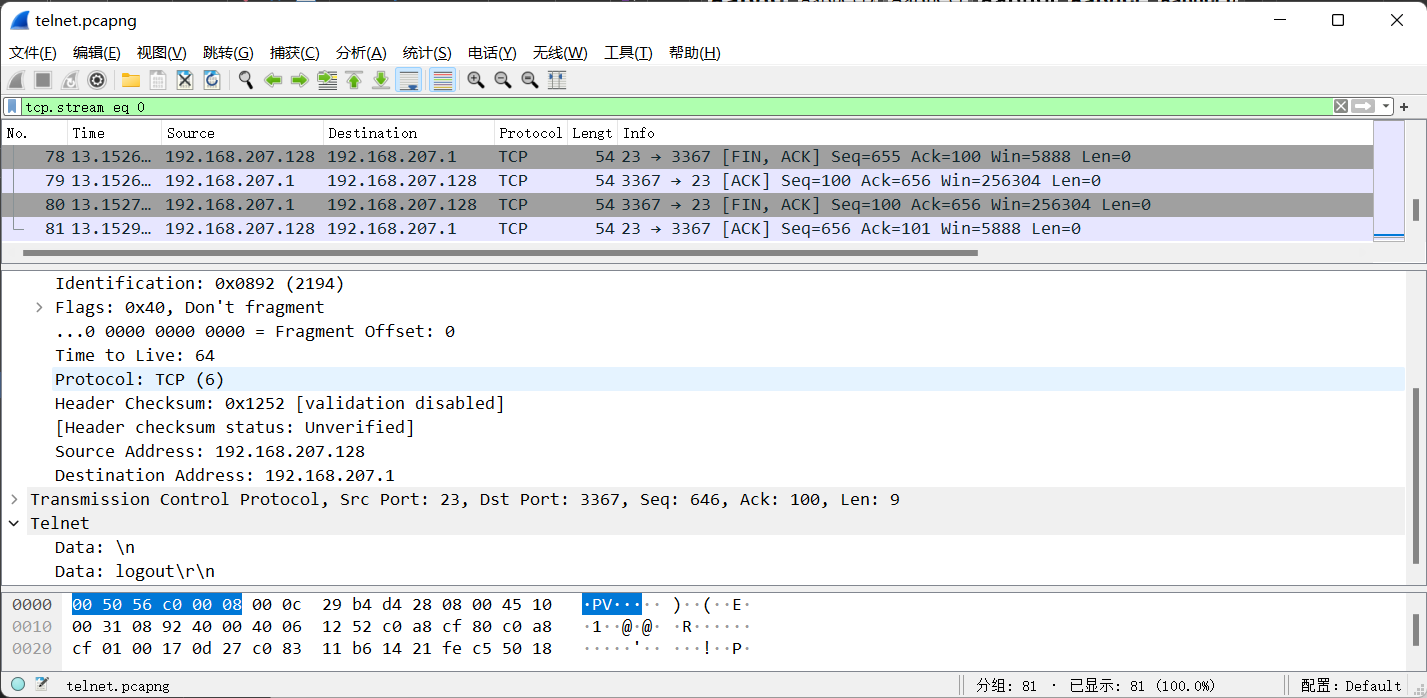 telnet.pcapng
文件(F) 编辑(E) 视图(V) 跳转(G) 捕获(C) 分析(A) 统计(S) 电话(Y) 无线(W) 工具(T) 帮助(H)
tcp.stream eq 0
No. Time Source Destination Protocol Lengt Info
78 13.1526… 192.168.207.128 192.168.207.1 TCP 54 23 → 3367 [FIN, ACK] Seq=655 Ack=100 Win=5888 Len=0
79 13.1526… 192.168.207.1 192.168.207.128 TCP 54 3367 → 23 [ACK] Seq=100 Ack=656 Win=256304 Len=0
80 13.1527… 192.168.207.1 192.168.207.128 TCP 54 3367 → 23 [FIN, ACK] Seq=100 Ack=656 Win=256304 Len=0
81 13.1529… 192.168.207.128 192.168.207.1 TCP 54 23 → 3367 [ACK] Seq=656 Ack=101 Win=5888 Len=0
Identification: 0x0892 (2194)
Flags: 0x40, Don't fragment
...0 0000 0000 0000 = Fragment Offset: 0
Time to Live: 64
Protocol: TCP (6)
Header Checksum: 0x1252 [validation disabled]
[Header checksum status: Unverified]
Source Address: 192.168.207.128
Destination Address: 192.168.207.1
Transmission Control Protocol, Src Port: 23, Dst Port: 3367, Seq: 646, Ack: 100, Len: 9
Telnet
Data: \n
Data: logout\r\n
0000 00 50 56 c0 00 08 00 0c 29 b4 d4 28 08 00 45 10 ·PV····· )··(··E·
0010 00 31 08 92 40 00 40 06 12 52 c0 a8 cf 80 c0 a8 ·1··@·@· ·R······
0020 cf 01 00 17 0d 27 c0 83 11 b6 14 21 fe c5 50 18 ·····'·· ···!··P·
telnet.pcapng 分组: 81 · 已显示: 81 (100.0%) 配置: Default